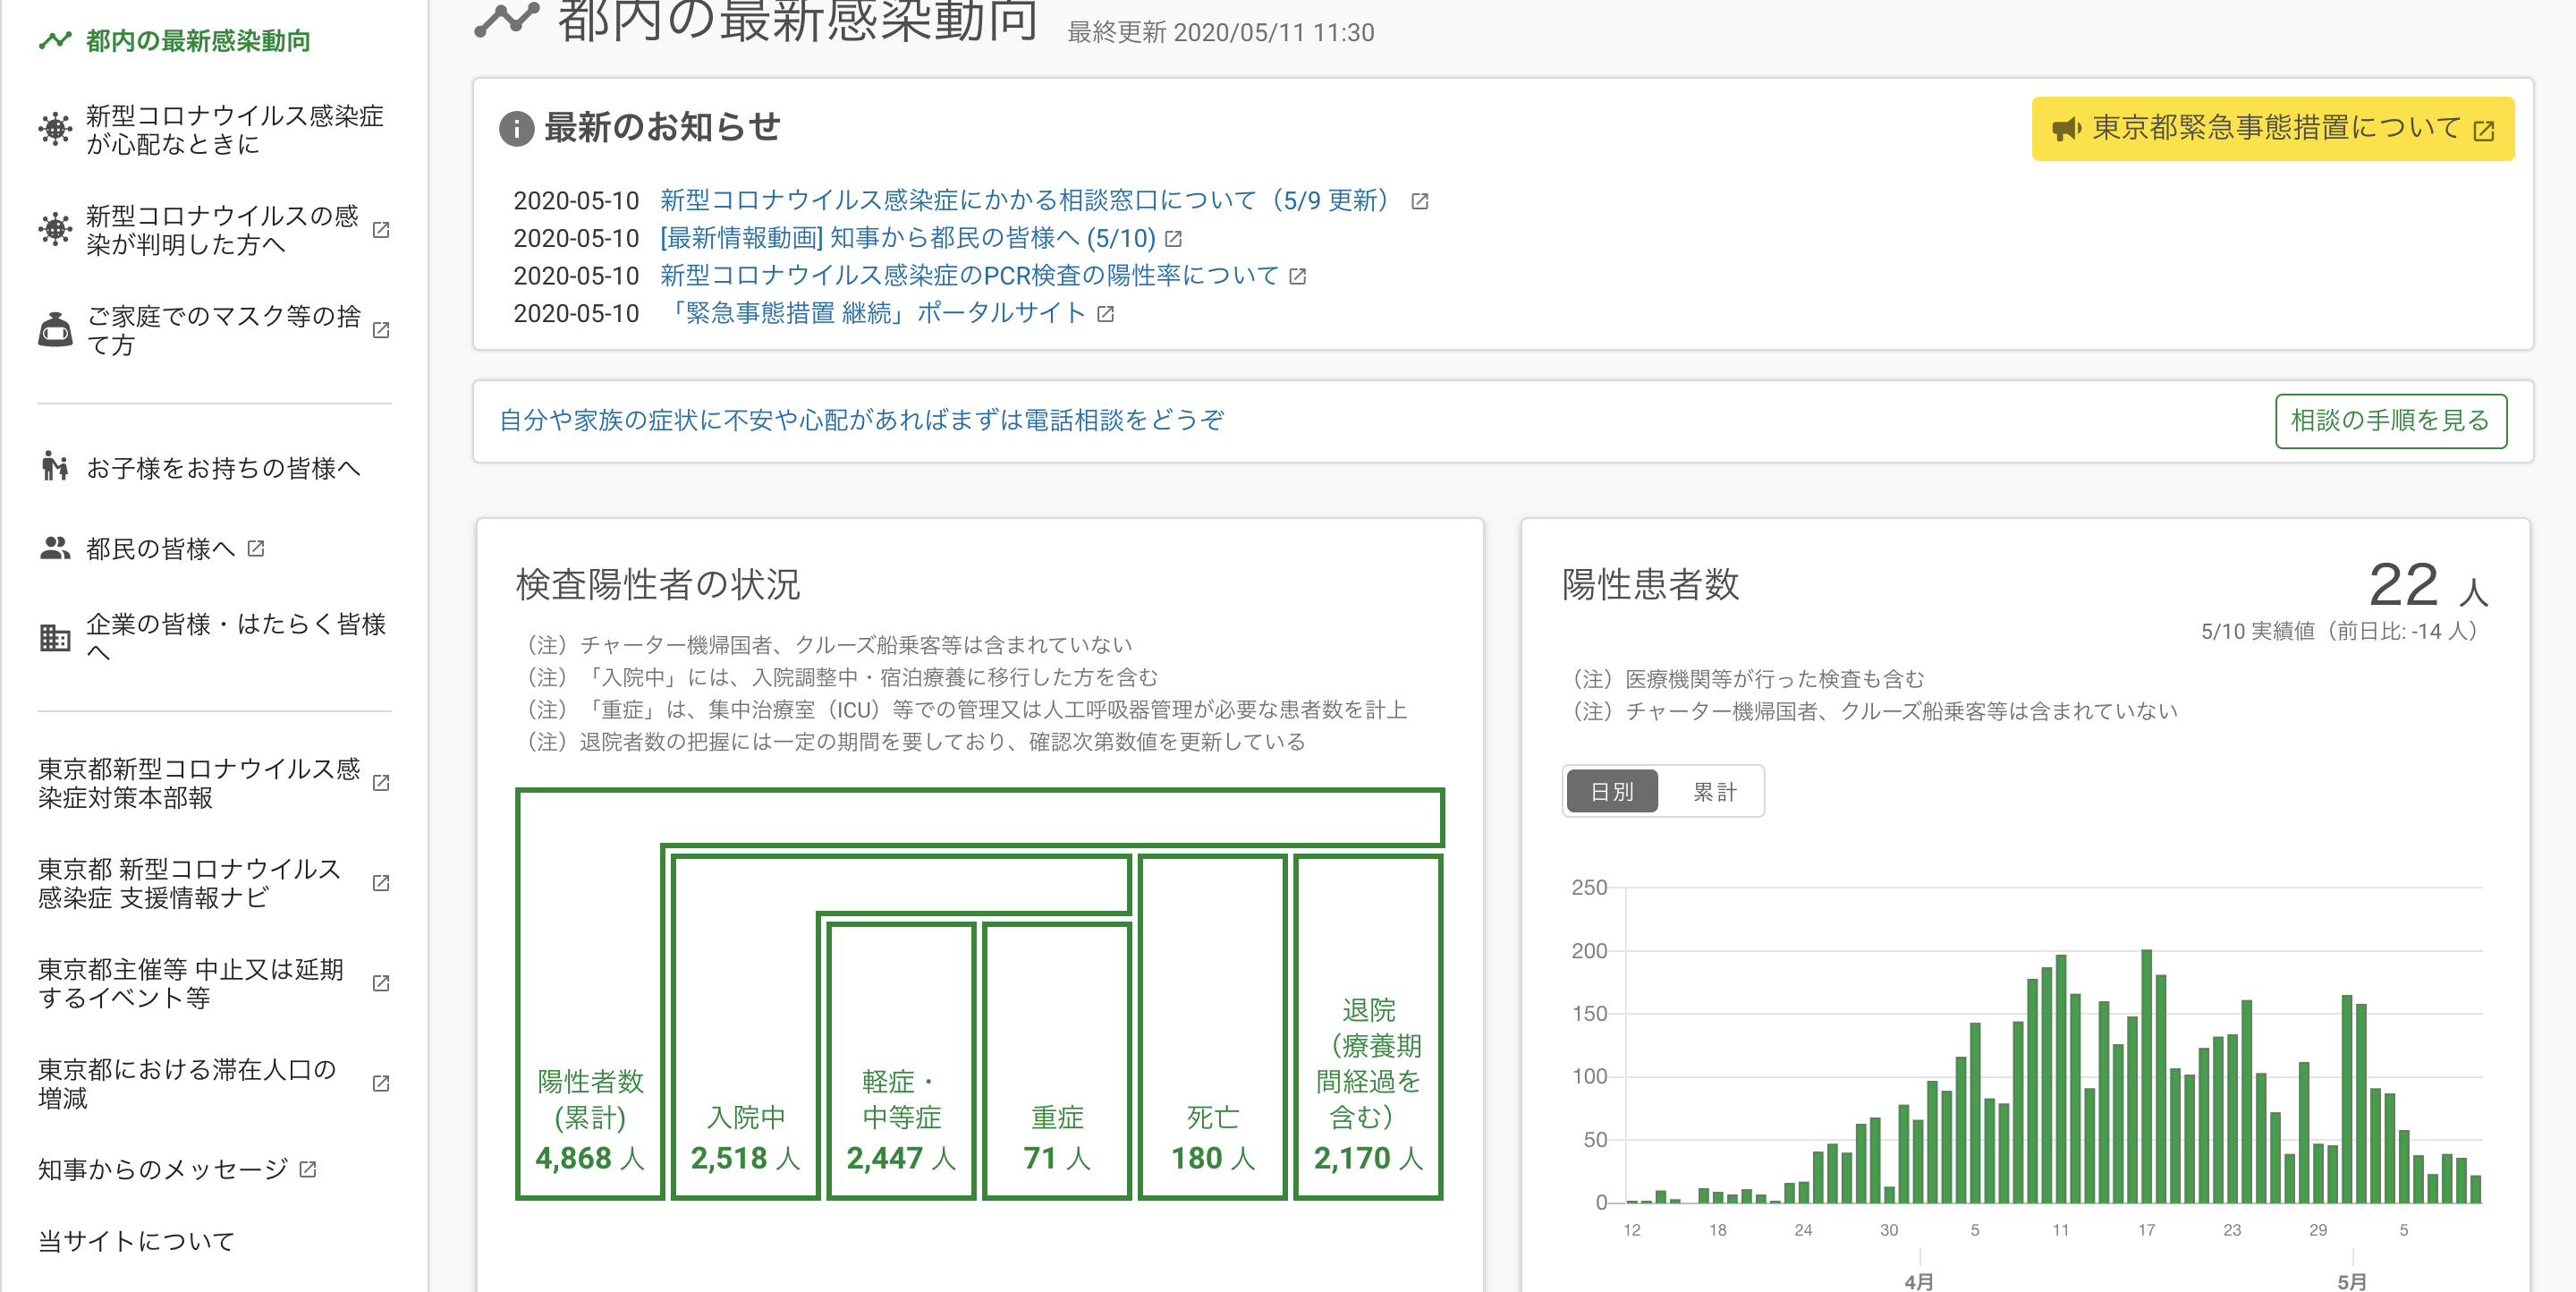 都内の最新感染動向
新型コロナウイルス感染症
が心配なときに
新型コロナウイルスの感
染が判明した方へ
ご家庭でのマスク等の捨
て方
お子様をお持ちの皆様へ
都民の皆様へ
企業の皆様・はたらく皆様
へ
東京都新型コロナウイルス感
染症対策本部報
東京都 新型コロナウイルス
感染症 支援情報ナビ
東京都主催等 中止又は延期
するイベント等
東京都における滞在人口の
増減
知事からのメッセージ
当サイトについて
都内の最新感染動向 最終更新 2020/05/11 11:30
最新のお知らせ
東京都緊急事態措置について
2020-05-10 新型コロナウイルス感染症にかかる相談窓口について（5/9 更新）
2020-05-10 [最新情報動画] 知事から都民の皆様へ (5/10)
2020-05-10 新型コロナウイルス感染症のPCR検査の陽性率について
2020-05-10 「緊急事態措置 継続」ポータルサイト
自分や家族の症状に不安や心配があればまずは電話相談をどうぞ
相談の手順を見る
検査陽性者の状況
（注）チャーター機帰国者、クルーズ船乗客等は含まれていない
（注）「入院中」には、入院調整中・宿泊療養に移行した方を含む
（注）「重症」は、集中治療室（ICU）等での管理又は人工呼吸器管理が必要な患者数を計上
（注）退院者数の把握には一定の期間を要しており、確認次第数値を更新している
陽性者数
(累計)
4,868 人
入院中
2,518 人
軽症・
中等症
2,447 人
重症
71 人
死亡
180 人
退院
（療養期
間経過を
含む）
2,170 人
陽性患者数
22 人
5/10 実績値（前日比: -14 人）
（注）医療機関等が行った検査も含む
（注）チャーター機帰国者、クルーズ船乗客等は含まれていない
日別 累計
250
200
150
100
50
0
12 18 24 30 5 11 17 23 29 5
4月 5月